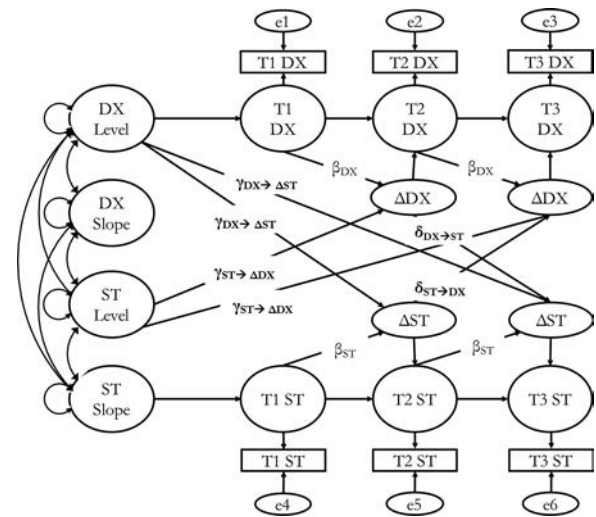 e1
e2
e3
T1 DX
T2 DX
T3 DX
DX
Level
T1
DX
T2
DX
T3
DX
βDX
βDX
γDX→ ΔST
ΔDX
ΔDX
DX
Slope
γDX→ ΔST
δDX→ST
γST→ ΔDX
δST→DX
ST
Level
γST→ ΔDX
ΔST
ΔST
βST
βST
ST
Slope
T1 ST
T2 ST
T3 ST
T1 ST
T2 ST
T3 ST
e4
e5
e6